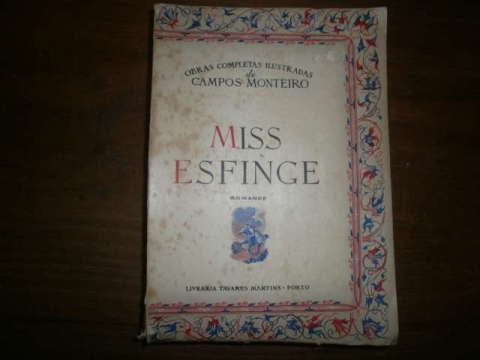 OBRAS COMPLETAS ILUSTRADAS
de
CAMPOS MONTEIRO
MISS
ESFINGE
ROMANCE
LIVRARIA TAVARES MARTINS - PORTO